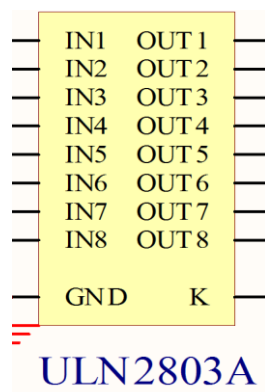 IN1 OUT1
IN2 OUT2
IN3 OUT3
IN4 OUT4
IN5 OUT5
IN6 OUT6
IN7 OUT7
IN8 OUT8
GND K
ULN2803A